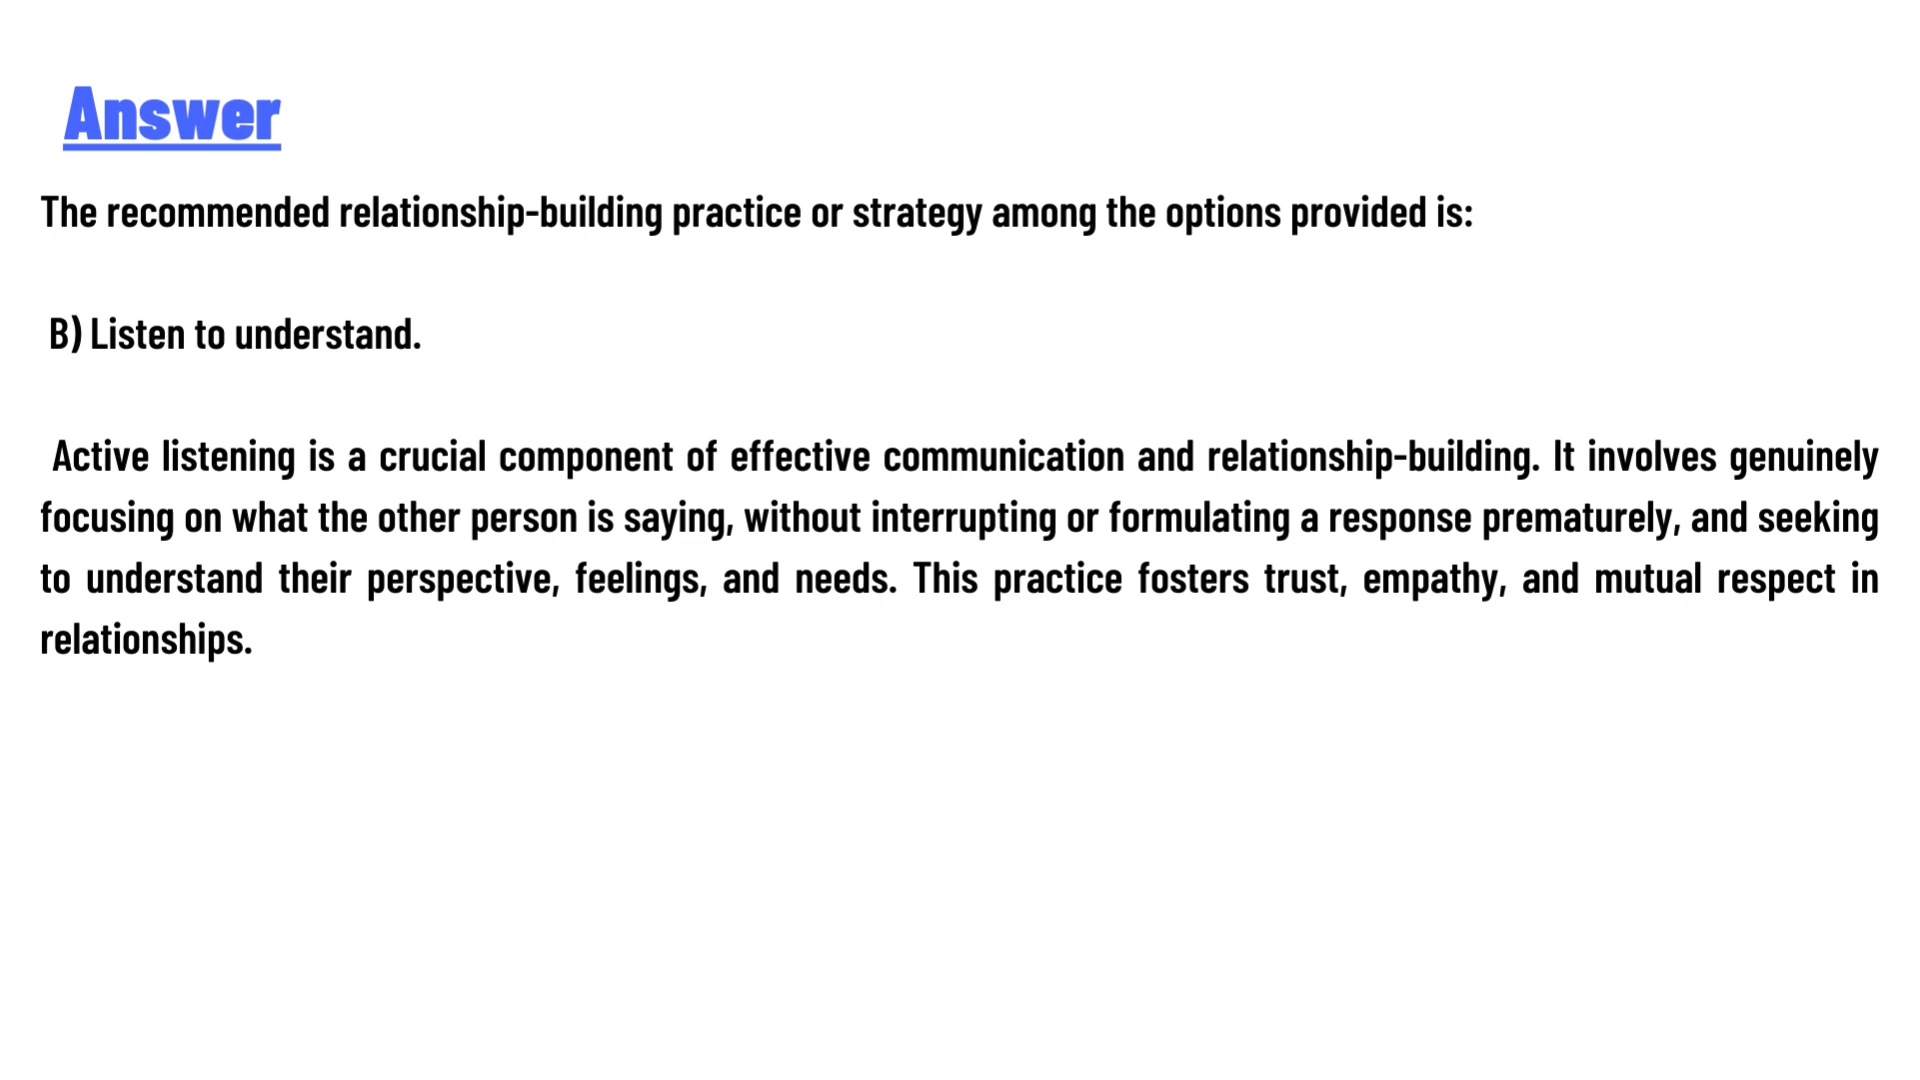 Answer
The recommended relationship-building practice or strategy among the options provided is:
B) Listen to understand.
Active listening is a crucial component of effective communication and relationship-building. It involves genuinely
focusing on what the other person is saying, without interrupting or formulating a response prematurely, and seeking
to understand their perspective, feelings, and needs. This practice fosters trust, empathy, and mutual respect in
relationships.